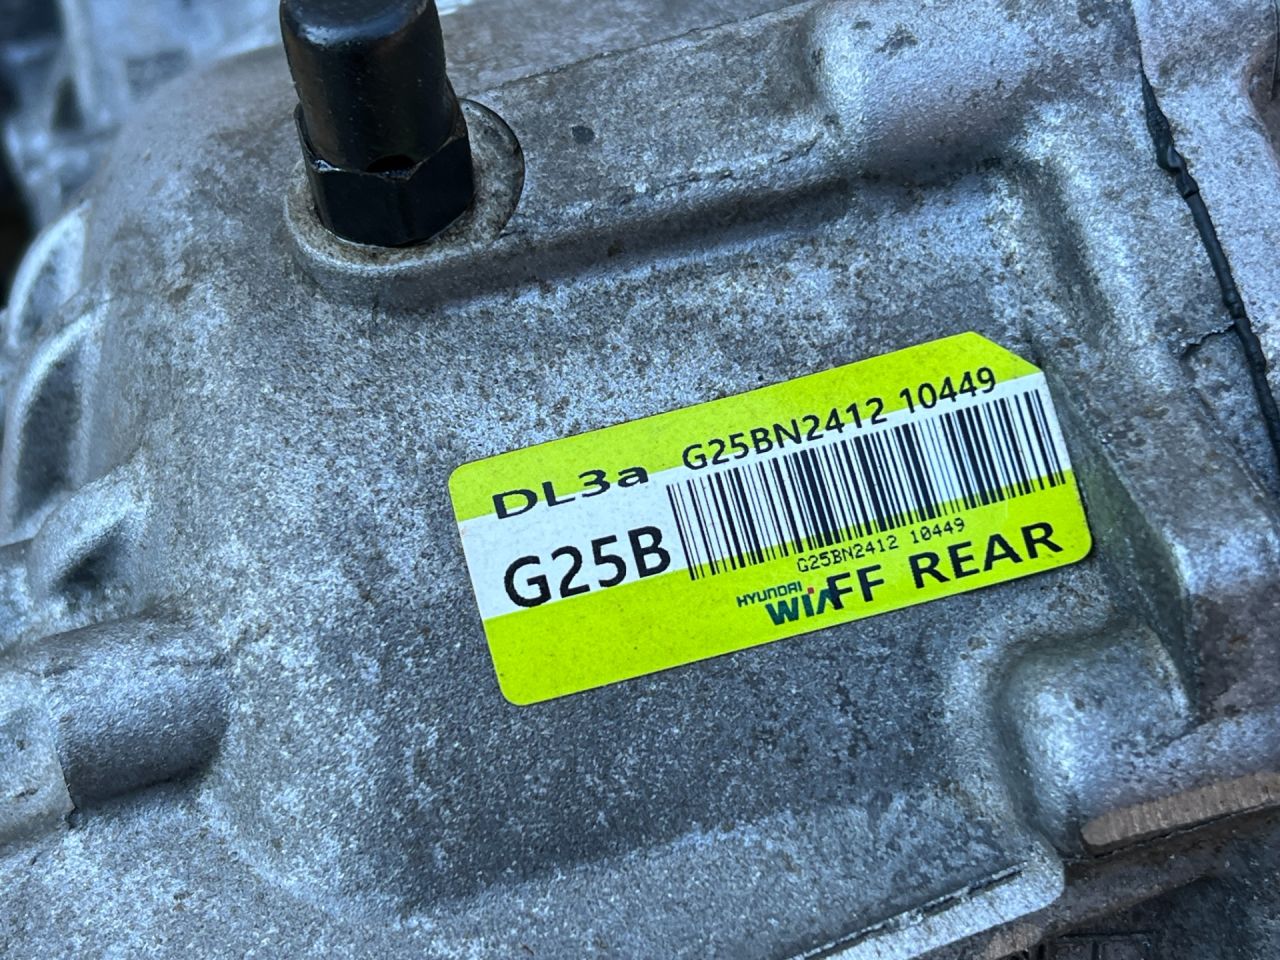 DL3a G25BN2412 10449
G25B
G25BN2412 10449
HYUNDAI
WIA FF REAR